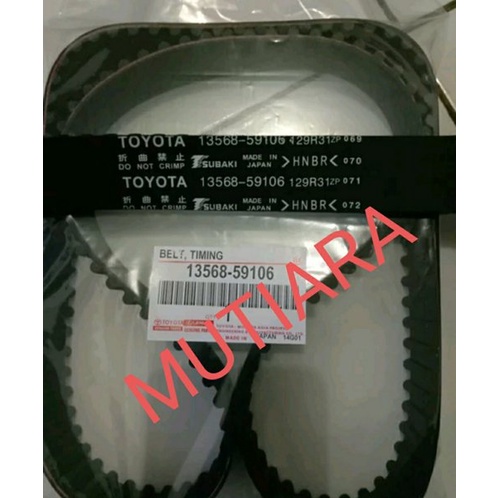 TOYOTA 13568-59106 129R31ZP 069
折曲禁止 DO NOT CRIMP TSUBAKI MADE IN JAPAN >HNBR< 070
TOYOTA 13568-59106 129R31ZP 071
折曲禁止 DO NOT CRIMP TSUBAKI MADE IN JAPAN >HNBR< 072
BELT, TIMING
13568-59106
JAPAN 14G21
MUTIARA